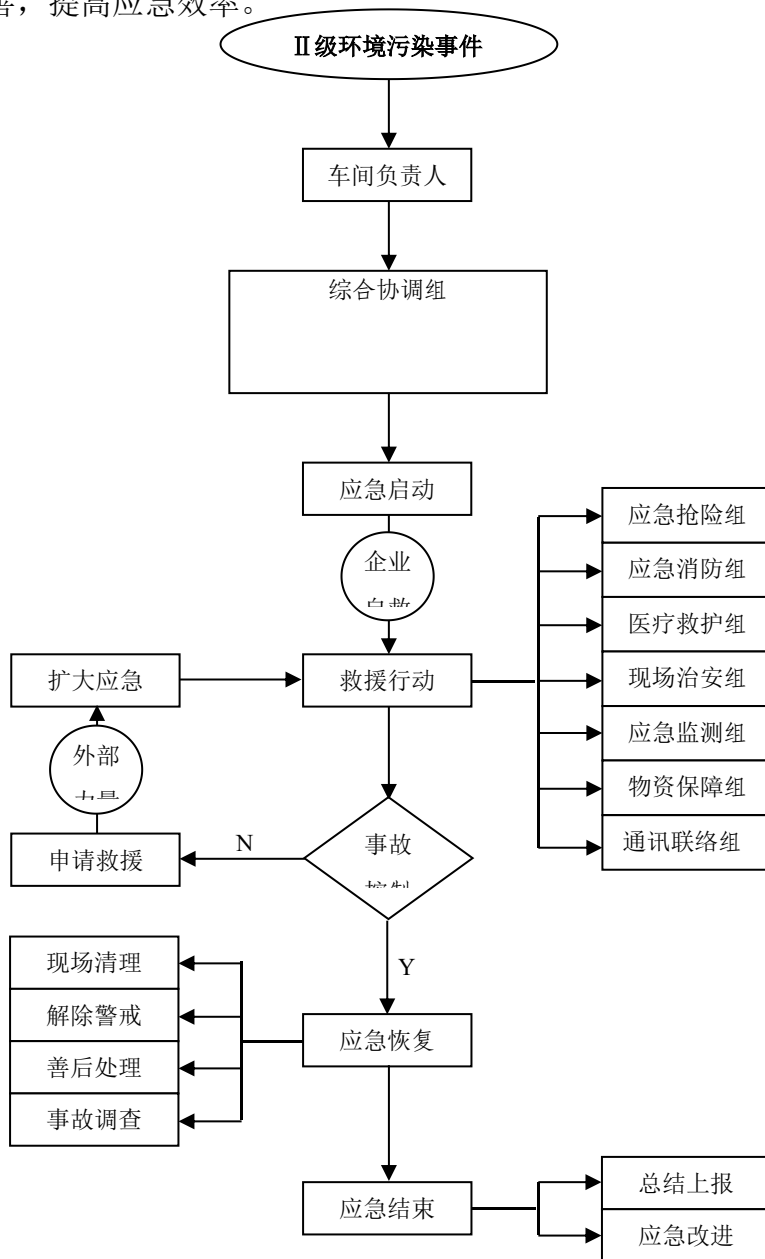 善，提高应急效率。
Ⅱ级环境污染事件
车间负责人
综合协调组
应急启动
企业
应急抢险组
应急消防组
医疗救护组
现场治安组
应急监测组
物资保障组
通讯联络组
扩大应急
救援行动
外部
申请救援
N
事故
Y
现场清理
解除警戒
善后处理
事故调查
应急恢复
应急结束
总结上报
应急改进